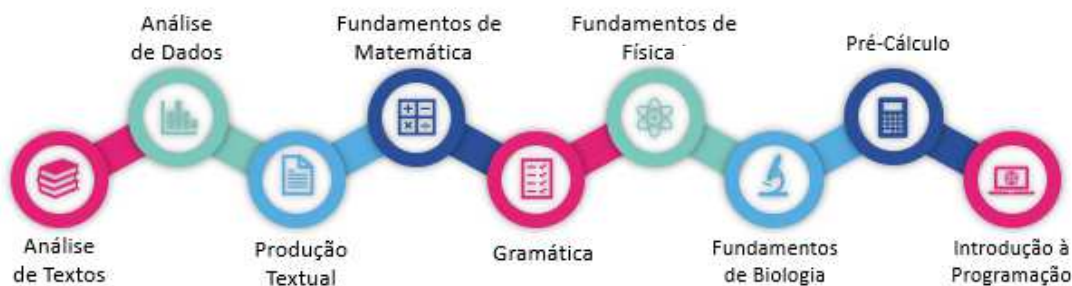 Análise
de Textos
Análise
de Dados
Produção
Textual
Fundamentos de
Matemática
Gramática
Fundamentos de
Física
Fundamentos
de Biologia
Pré-Cálculo
Introdução à
Programação